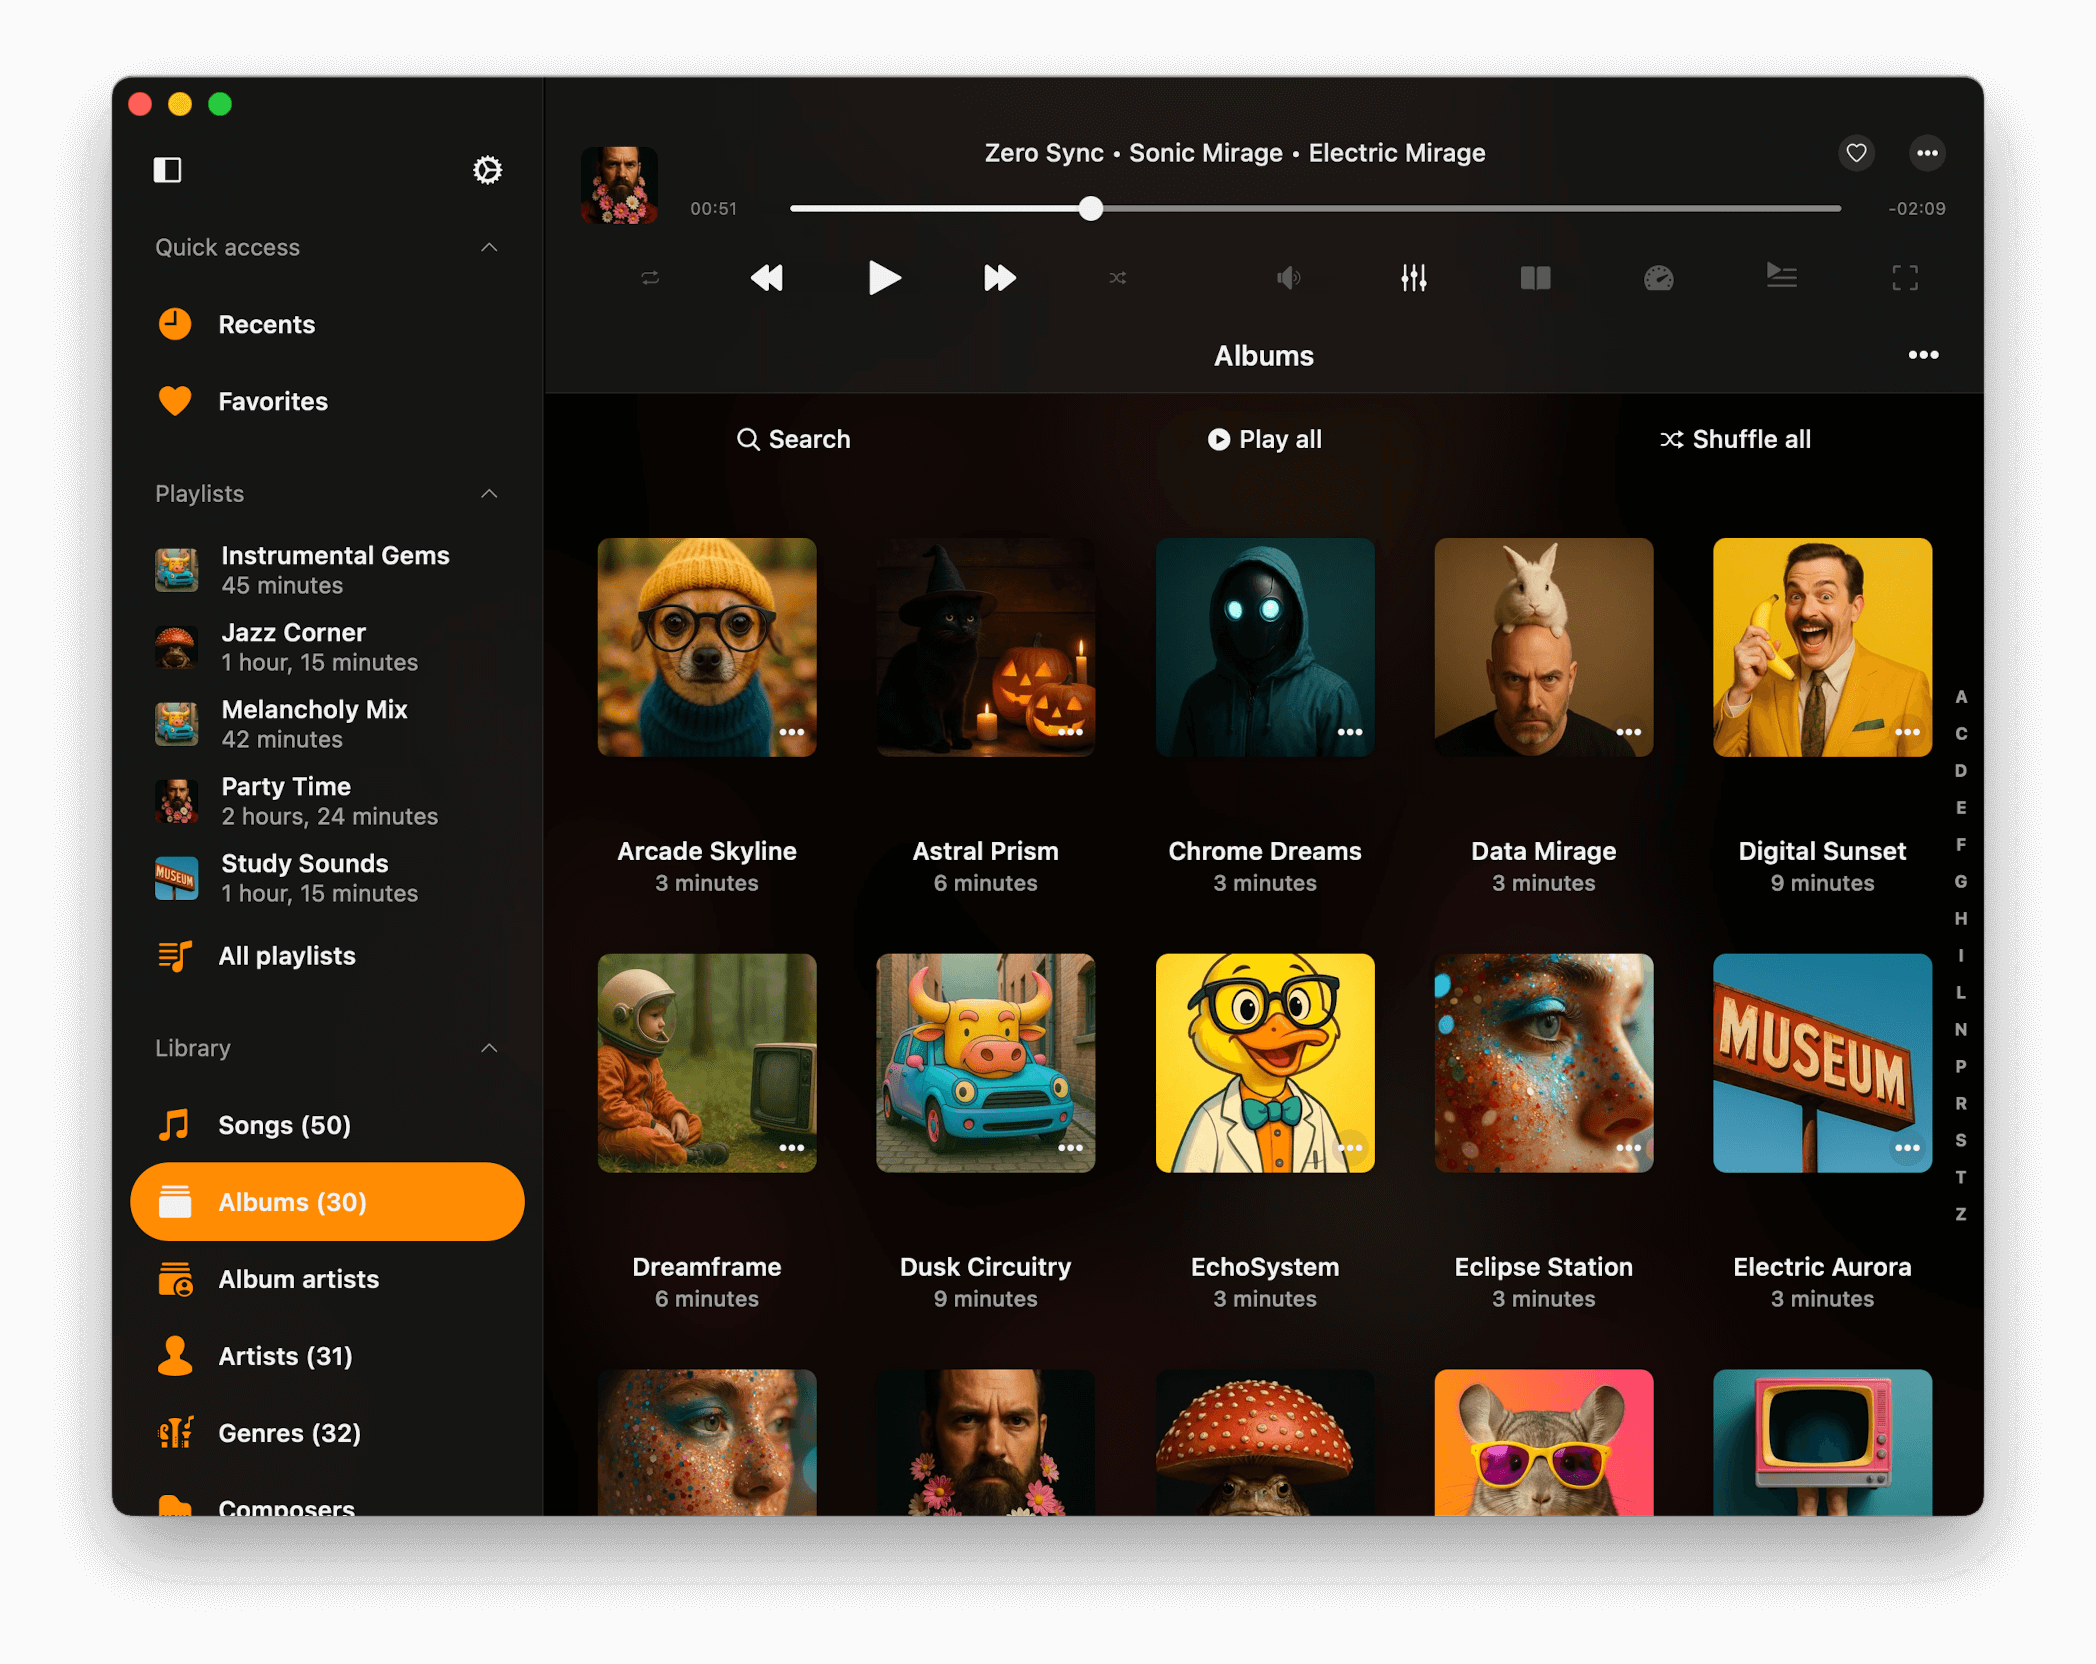 Quick access
Recents
Favorites
Playlists
Instrumental Gems
45 minutes
Jazz Corner
1 hour, 15 minutes
Melancholy Mix
42 minutes
Party Time
2 hours, 24 minutes
MUSEUM
Study Sounds
1 hour, 15 minutes
All playlists
Library
Songs (50)
Albums (30)
Album artists
Artists (31)
Genres (32)
Composers
Zero Sync • Sonic Mirage • Electric Mirage
00:51
-02:09
Albums
Search
Play all
Shuffle all
Arcade Skyline
3 minutes
Astral Prism
6 minutes
Chrome Dreams
3 minutes
Data Mirage
3 minutes
Digital Sunset
9 minutes
MUSEUM
Dreamframe
6 minutes
Dusk Circuitry
9 minutes
EchoSystem
3 minutes
Eclipse Station
3 minutes
Electric Aurora
3 minutes
A
C
D
E
F
G
H
I
L
N
P
R
S
T
Z